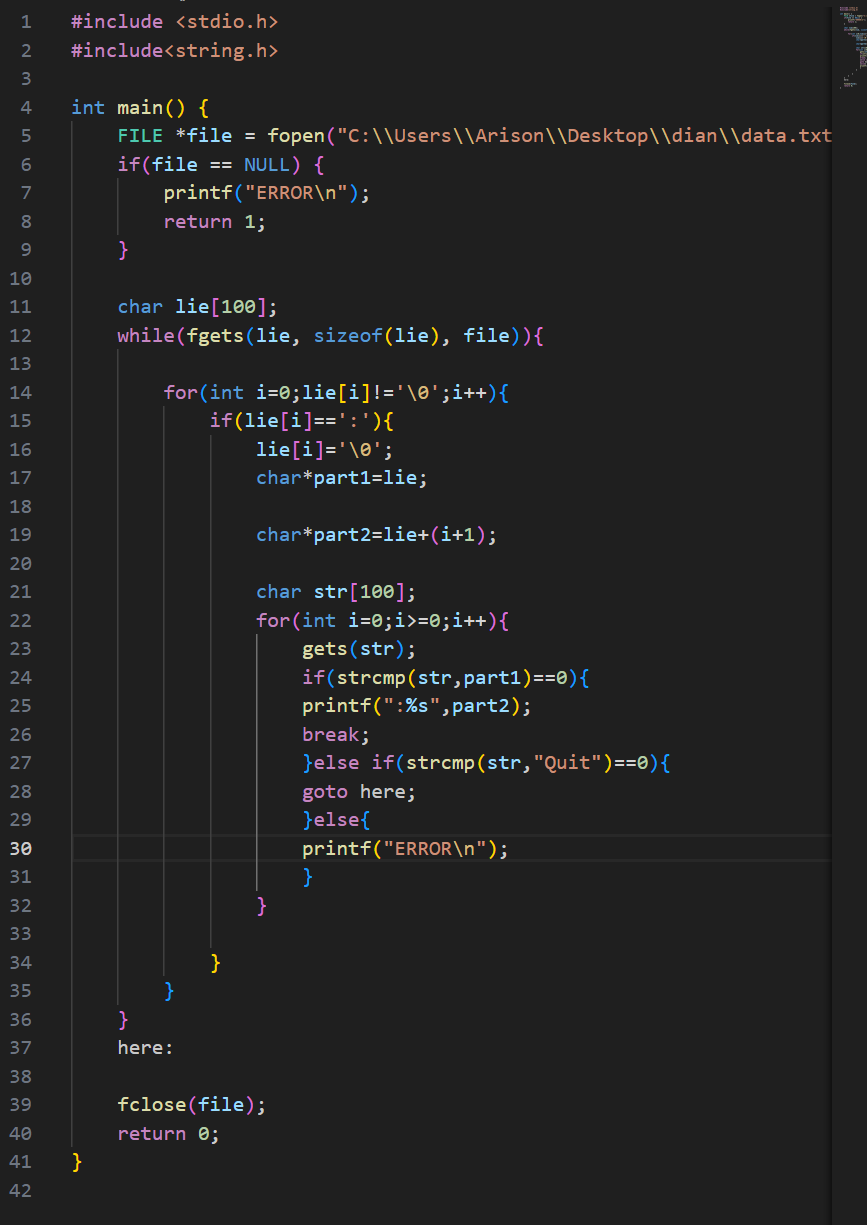 1 #include <stdio.h>
2 #include<string.h>
3
4 int main() {
5     FILE *file = fopen("C:\\Users\\Arison\\Desktop\\dian\\data.txt
6     if(file == NULL) {
7         printf("ERROR\n");
8         return 1;
9     }
10
11     char lie[100];
12     while(fgets(lie, sizeof(lie), file)){
13
14         for(int i=0;lie[i]!='\0';i++){
15             if(lie[i]==':'){
16                 lie[i]='\0';
17                 char*part1=lie;
18
19                 char*part2=lie+(i+1);
20
21                 char str[100];
22                 for(int i=0;i>=0;i++){
23                     gets(str);
24                     if(strcmp(str,part1)==0){
25                     printf(":%s",part2);
26                     break;
27                     }else if(strcmp(str,"Quit")==0){
28                     goto here;
29                     }else{
30                     printf("ERROR\n");
31                     }
32                 }
33
34             }
35         }
36     }
37     here:
38
39     fclose(file);
40     return 0;
41 }
42